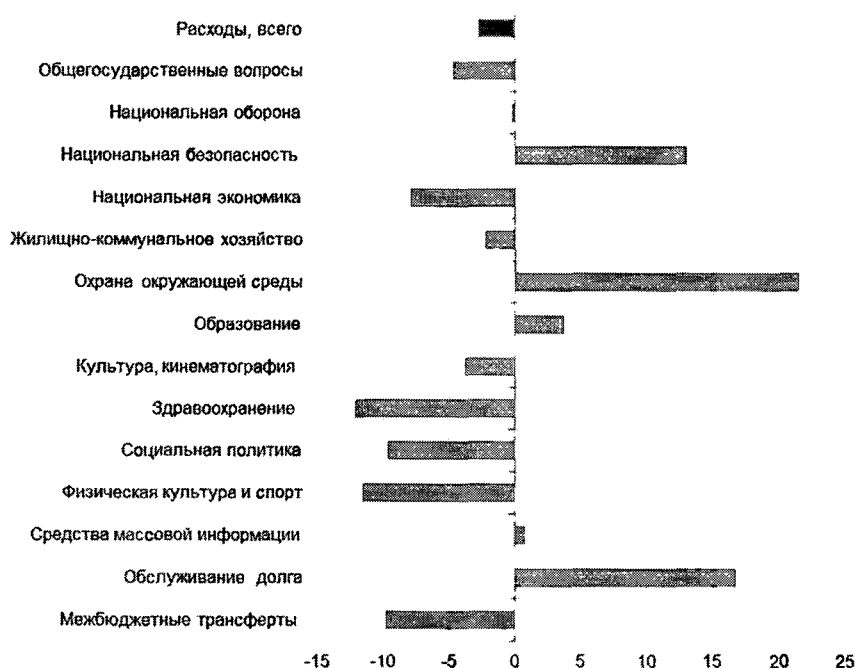 Расходы, всего
Общегосударственные вопросы
Национальная оборона
Национальная безопасность
Национальная экономика
Жилищно-коммунальное хозяйство
Охрана окружающей среды
Образование
Культура, кинематография
Здравоохранение
Социальная политика
Физическая культура и спорт
Средства массовой информации
Обслуживание долга
Межбюджетные трансферты
-15 -10 -5 0 5 10 15 20 25